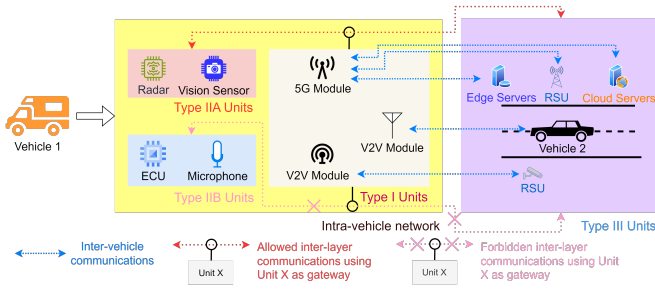 Radar
Vision Sensor
Type IIA Units
5G Module
Edge Servers
RSU
Cloud Servers
Vehicle 1
ECU
Microphone
Type IIB Units
V2V Module
V2V Module
Type I Units
Vehicle 2
RSU
Intra-vehicle network
Type III Units
Inter-vehicle
communications
Unit X
Allowed inter-layer
communications using
Unit X as gateway
Unit X
Forbidden inter-layer
communications using Unit
X as gateway